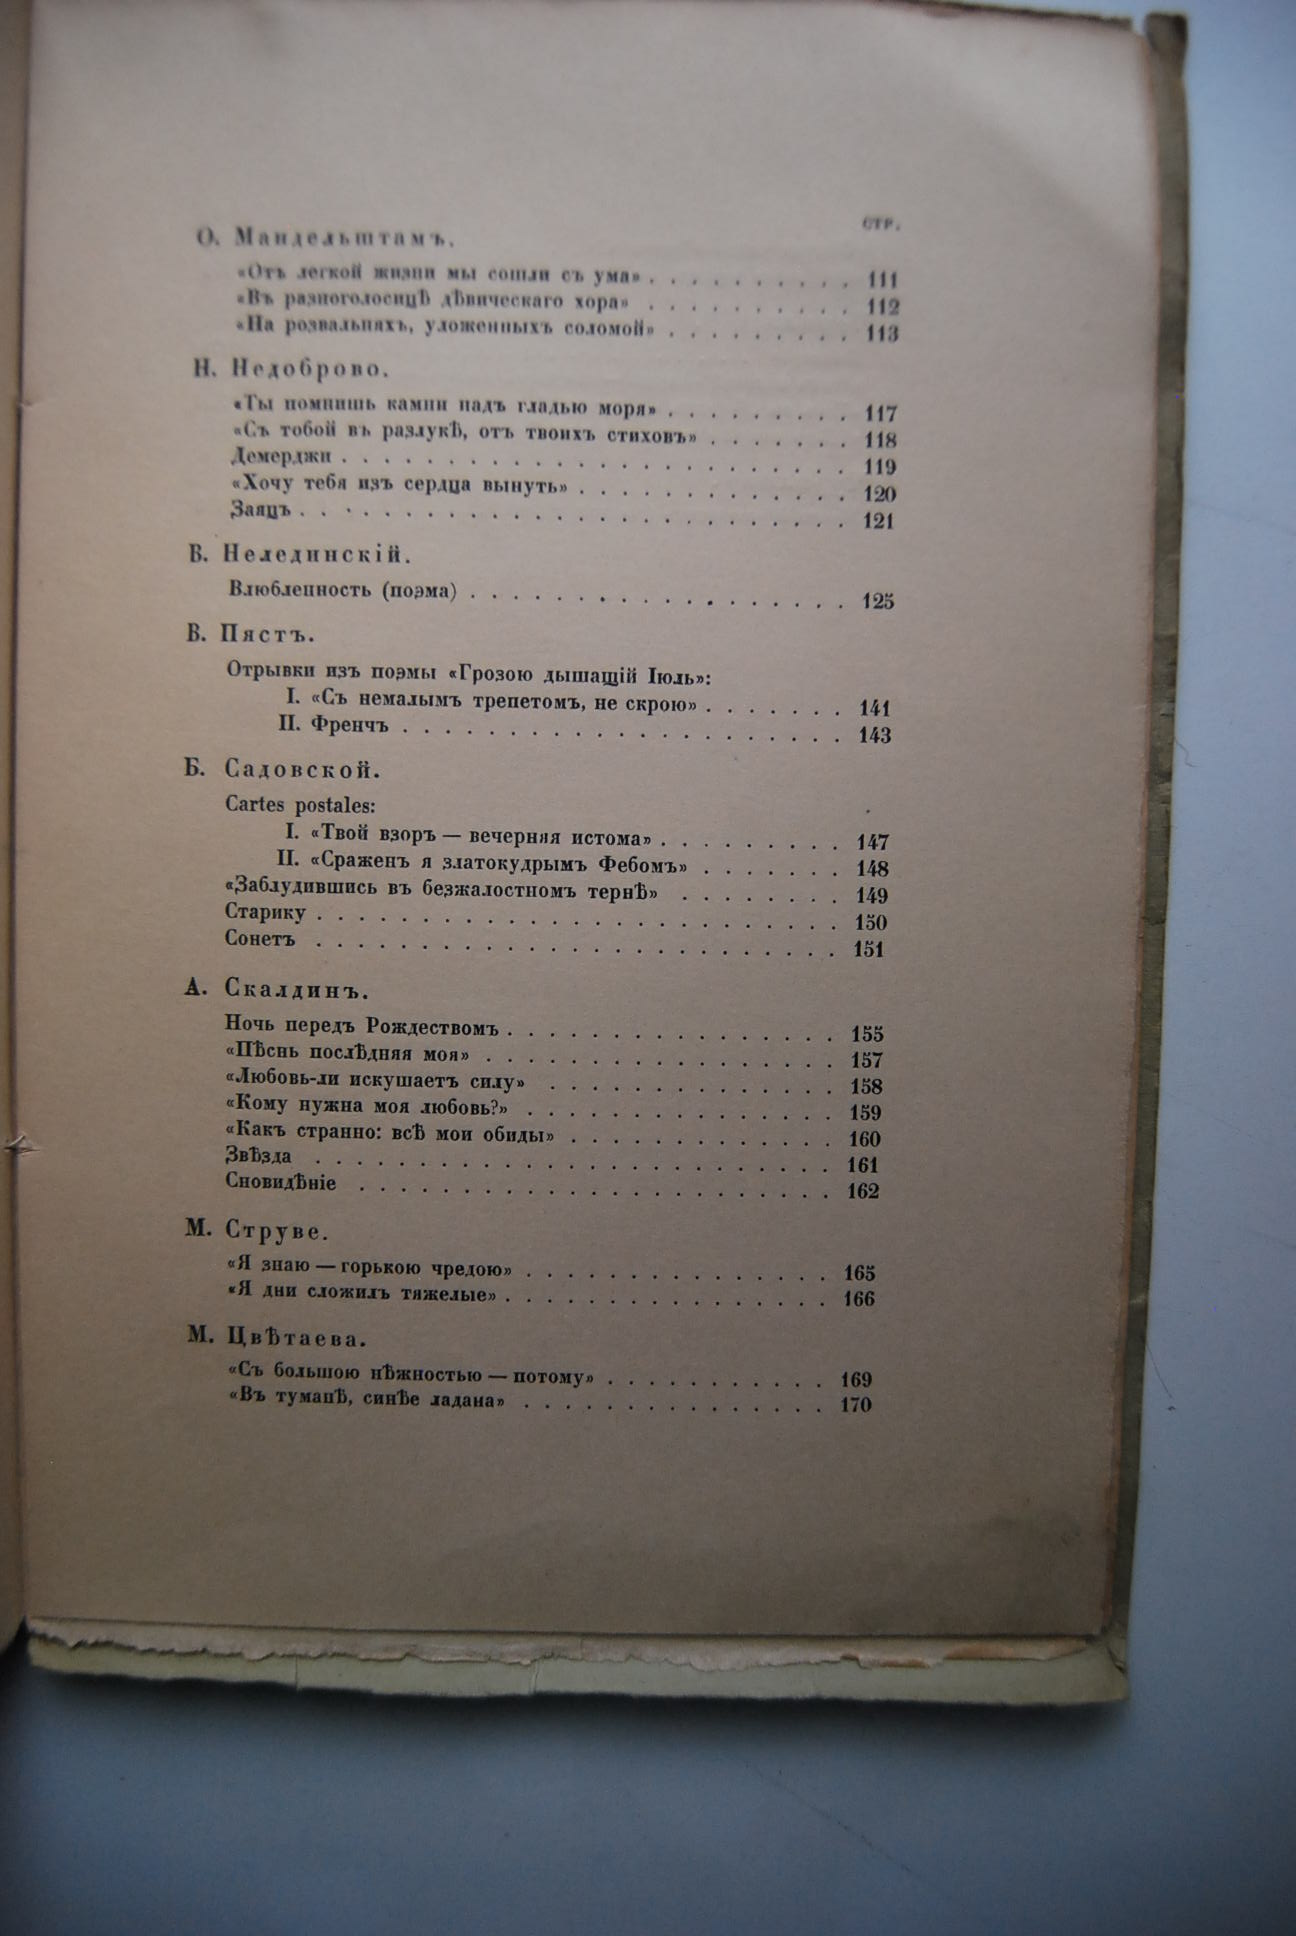 СТР.
О. Мандельштамъ.
«Отъ легкой жизни мы сошли съ ума» . . . . . . . . . . 111
«Въ разноголосицѣ дѣвическаго хора» . . . . . . . . . . 112
«На розвальняхъ, уложенныхъ соломой» . . . . . . . . . 113
Н. Недоброво.
«Ты помнишь камни надъ гладью моря» . . . . . . . . . 117
«Съ тобой въ разлукѣ, отъ твоихъ стиховъ» . . . . . . . 118
Демерджи . . . . . . . . . . . . . . . . . . . . . . . . 119
«Хочу тебя изъ сердца вынуть» . . . . . . . . . . . . . 120
Заяцъ . . . . . . . . . . . . . . . . . . . . . . . . . . 121
В. Нелединскій.
Влюбленность (поэма) . . . . . . . . . . . . . . . . . . 125
В. Пястъ.
Отрывки изъ поэмы «Грозою дышащій Іюль»:
I. «Съ немалымъ трепетомъ, не скрою» . . . . . . . 141
II. Френчъ . . . . . . . . . . . . . . . . . . . . . 143
Б. Садовской.
Cartes postales:
I. «Твой взоръ — вечерняя истома» . . . . . . . . . 147
II. «Сраженъ я златокудрымъ Фебомъ» . . . . . . . 148
«Заблудившись въ безжалостномъ тернѣ» . . . . . . . . 149
Старику . . . . . . . . . . . . . . . . . . . . . . . . . 150
Сонетъ . . . . . . . . . . . . . . . . . . . . . . . . . 151
А. Скалдинъ.
Ночь передъ Рождествомъ . . . . . . . . . . . . . . . . 155
«Пѣснь послѣдняя моя» . . . . . . . . . . . . . . . . . 157
«Любовь-ли искушаетъ силу» . . . . . . . . . . . . . . 158
«Кому нужна моя любовь?» . . . . . . . . . . . . . . . 159
«Какъ странно: всѣ мои обиды» . . . . . . . . . . . . . 160
Звѣзда . . . . . . . . . . . . . . . . . . . . . . . . . 161
Сновидѣніе . . . . . . . . . . . . . . . . . . . . . . . 162
М. Струве.
«Я знаю — горькою чредою» . . . . . . . . . . . . . . . 165
«Я дни сложилъ тяжелые» . . . . . . . . . . . . . . . . 166
М. Цвѣтаева.
«Съ большою нѣжностью — потому» . . . . . . . . . . . 169
«Въ туманѣ, синѣе ладана» . . . . . . . . . . . . . . . 170